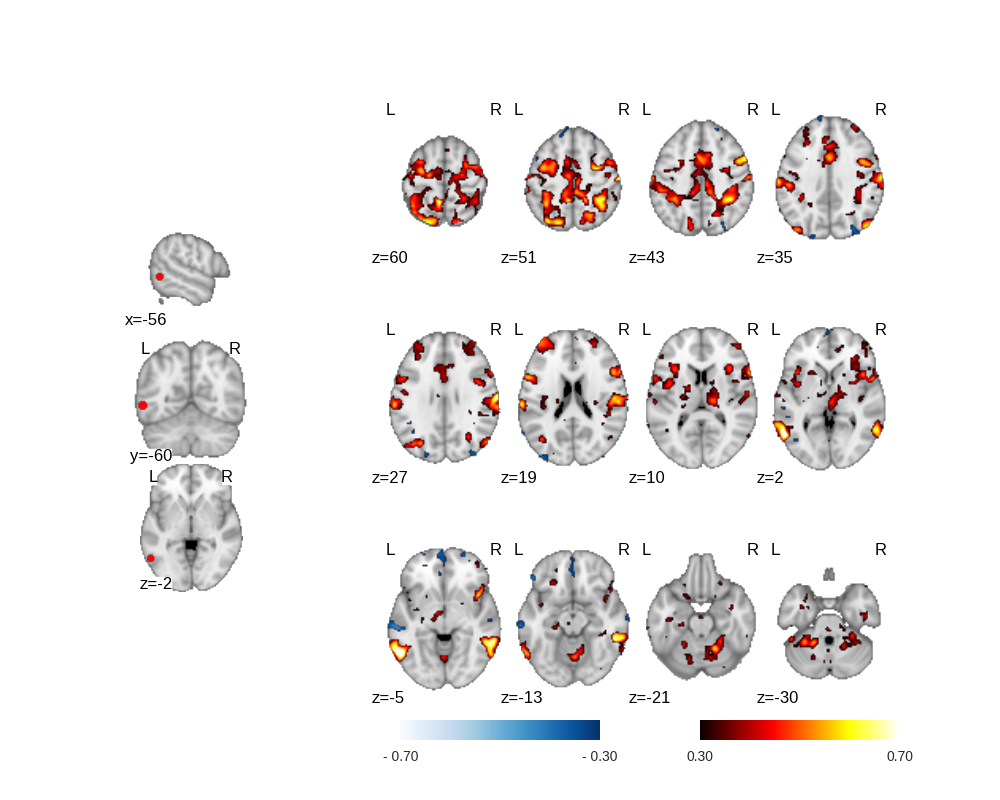 L R L R L R L R
z=60 z=51 z=43 z=35
x=-56
L R L R L R L R
L R
y=-60
L R
z=27 z=19 z=10 z=2
L R L R L R L R
z=-2
z=-5 z=-13 z=-21 z=-30
- 0.70 - 0.30 0.30 0.70